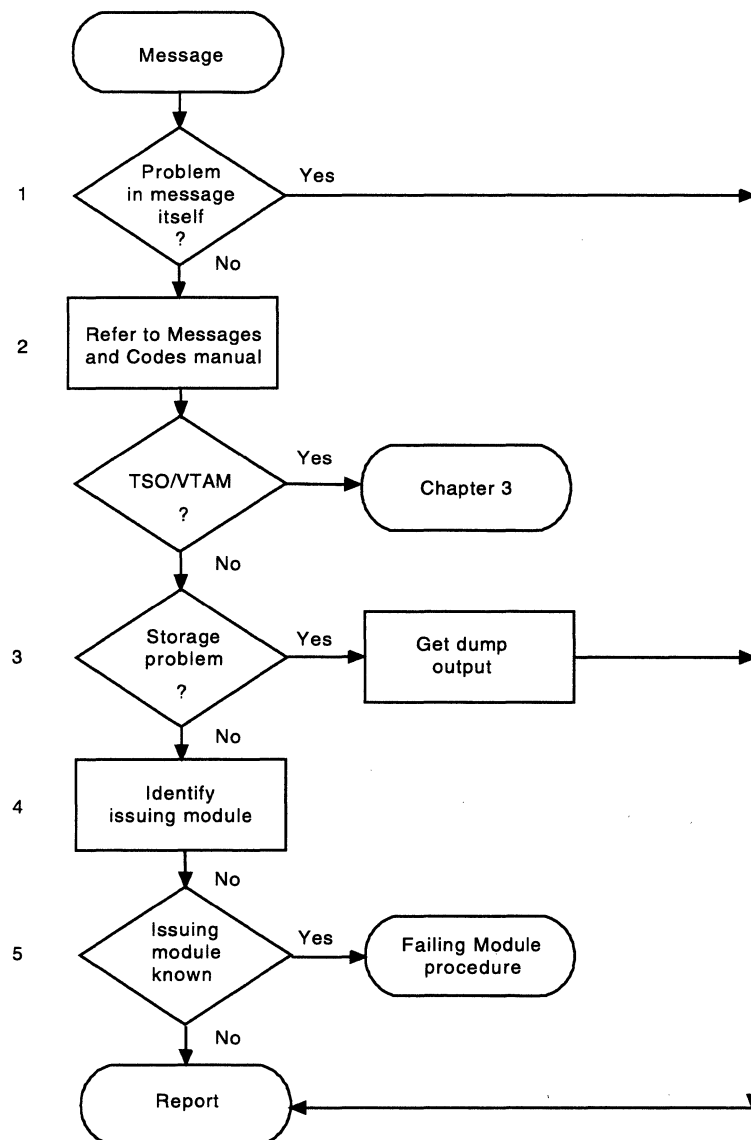 Message
1
Problem
in message
itself
?
Yes
No
2
Refer to Messages
and Codes manual
TSO/VTAM
?
Yes
Chapter 3
No
3
Storage
problem
?
Yes
Get dump
output
No
4
Identify
issuing module
No
5
Issuing
module
known
Yes
Failing Module
procedure
No
Report